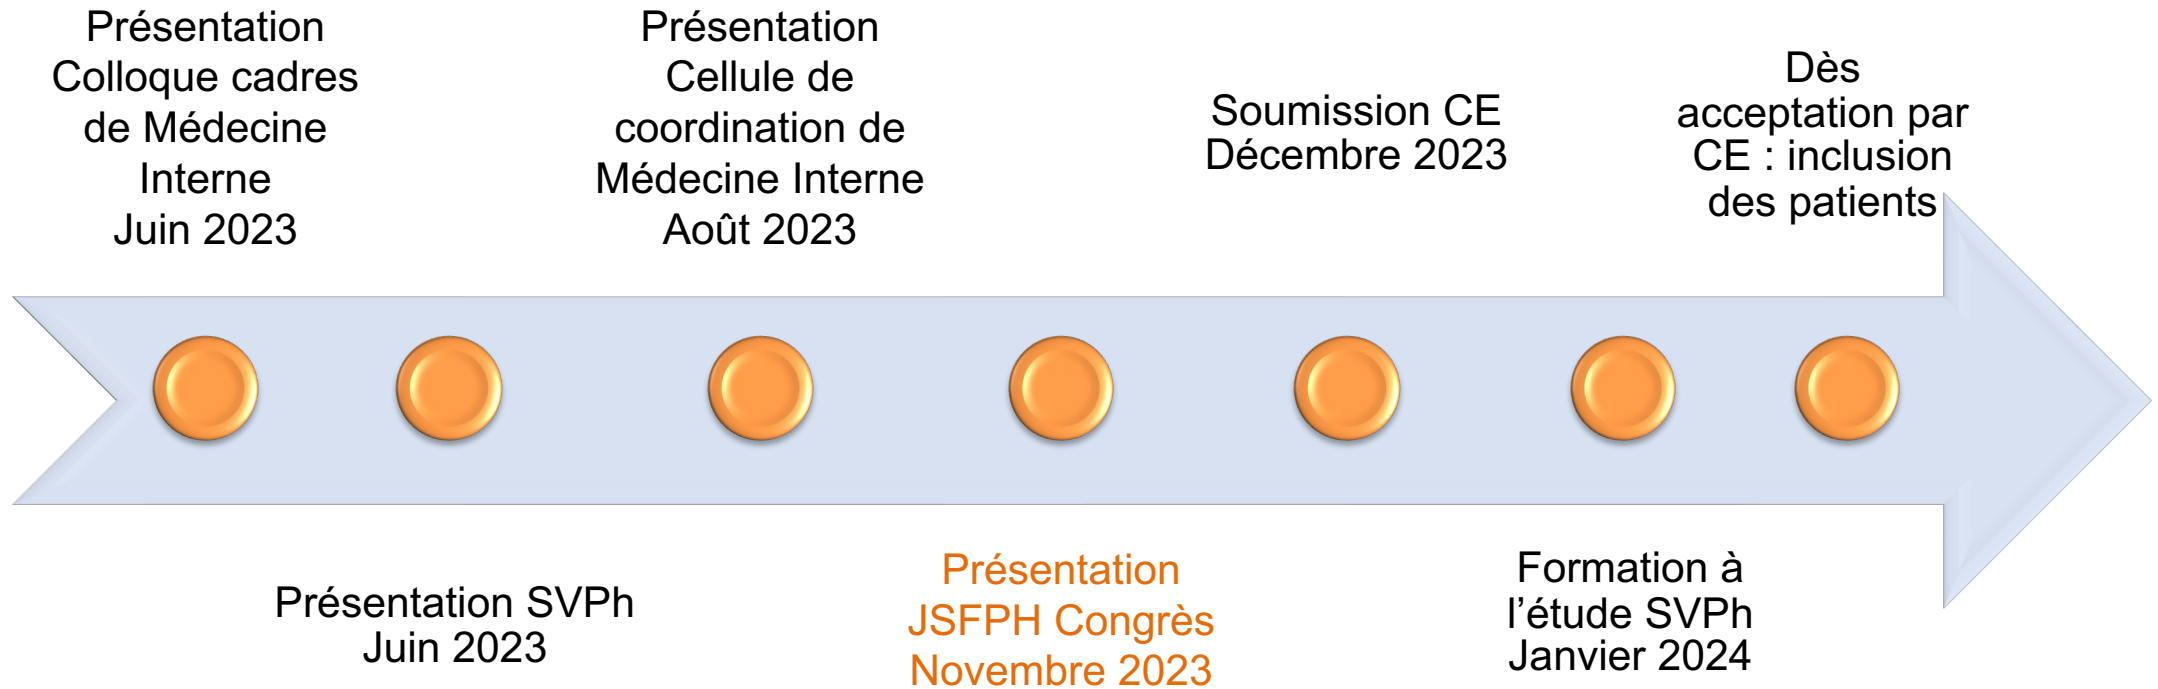 Présentation
Colloque cadres
de Médecine
Interne
Juin 2023
Présentation SVPh
Juin 2023
Présentation
Cellule de
coordination de
Médecine Interne
Août 2023
Présentation
JSFPH Congrès
Novembre 2023
Soumission CE
Décembre 2023
Formation à
l’étude SVPh
Janvier 2024
Dès
acceptation par
CE : inclusion
des patients